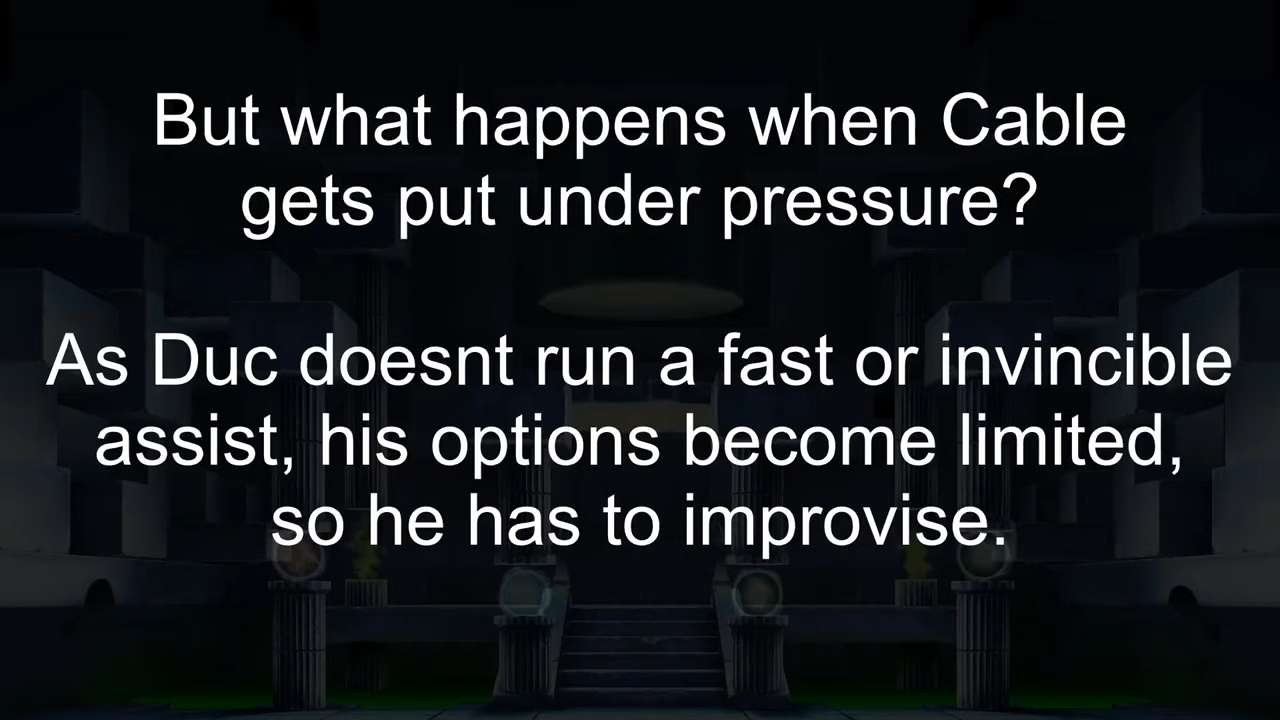 But what happens when Cable
gets put under pressure?
As Duc doesnt run a fast or invincible
assist, his options become limited,
so he has to improvise.